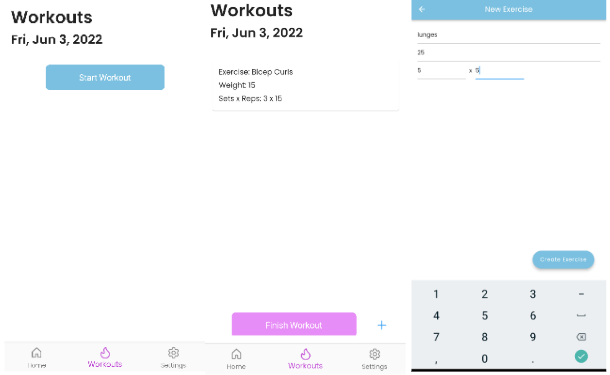 Workouts
Fri, Jun 3, 2022
Start Workout
Home
Workouts
Settings
Workouts
Fri, Jun 3, 2022
Exercise: Bicep Curls
Weight: 15
Sets x Reps: 3 x 15
Finish Workout +
Home
Workouts
Settings
New Exercise
lunges
25
5 x 5
Create Exercise
1 2 3 -
4 5 6
7 8 9
, 0 .